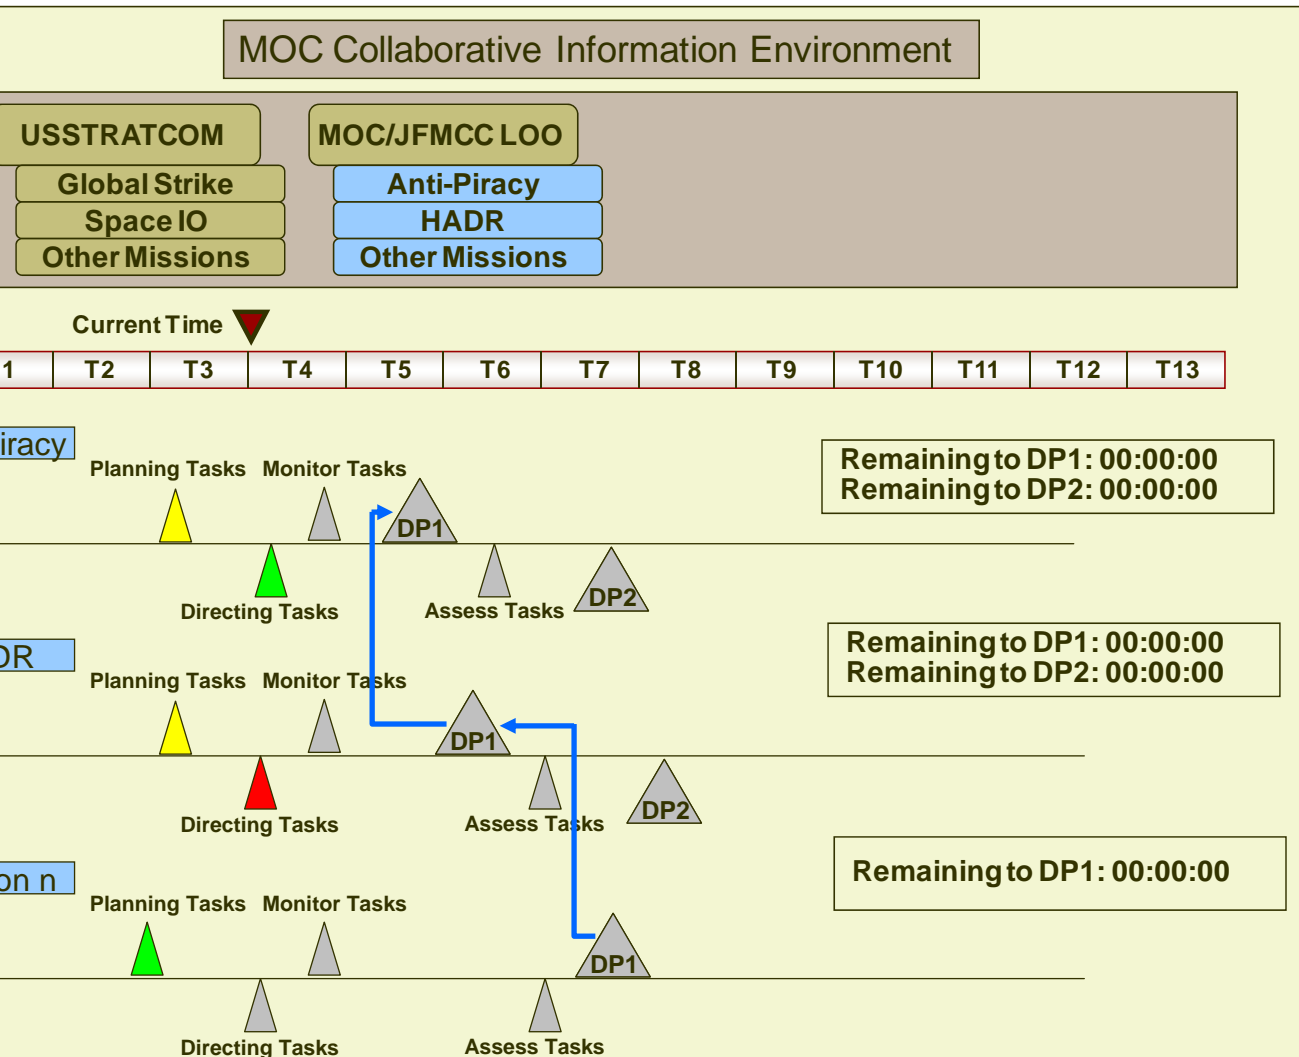 MOC Collaborative Information Environment
USSTRATCOM
MOC/JFMCC LOO
Global Strike
Anti-Piracy
Space IO
HADR
Other Missions
Other Missions
Current Time
1 T2 T3 T4 T5 T6 T7 T8 T9 T10 T11 T12 T13
iracy
Planning Tasks
Monitor Tasks
DP1
Remaining to DP1: 00:00:00
Remaining to DP2: 00:00:00
Directing Tasks
Assess Tasks
DP2
DR
Planning Tasks
Monitor Tasks
DP1
Remaining to DP1: 00:00:00
Remaining to DP2: 00:00:00
Directing Tasks
Assess Tasks
DP2
on n
Planning Tasks
Monitor Tasks
DP1
Remaining to DP1: 00:00:00
Directing Tasks
Assess Tasks